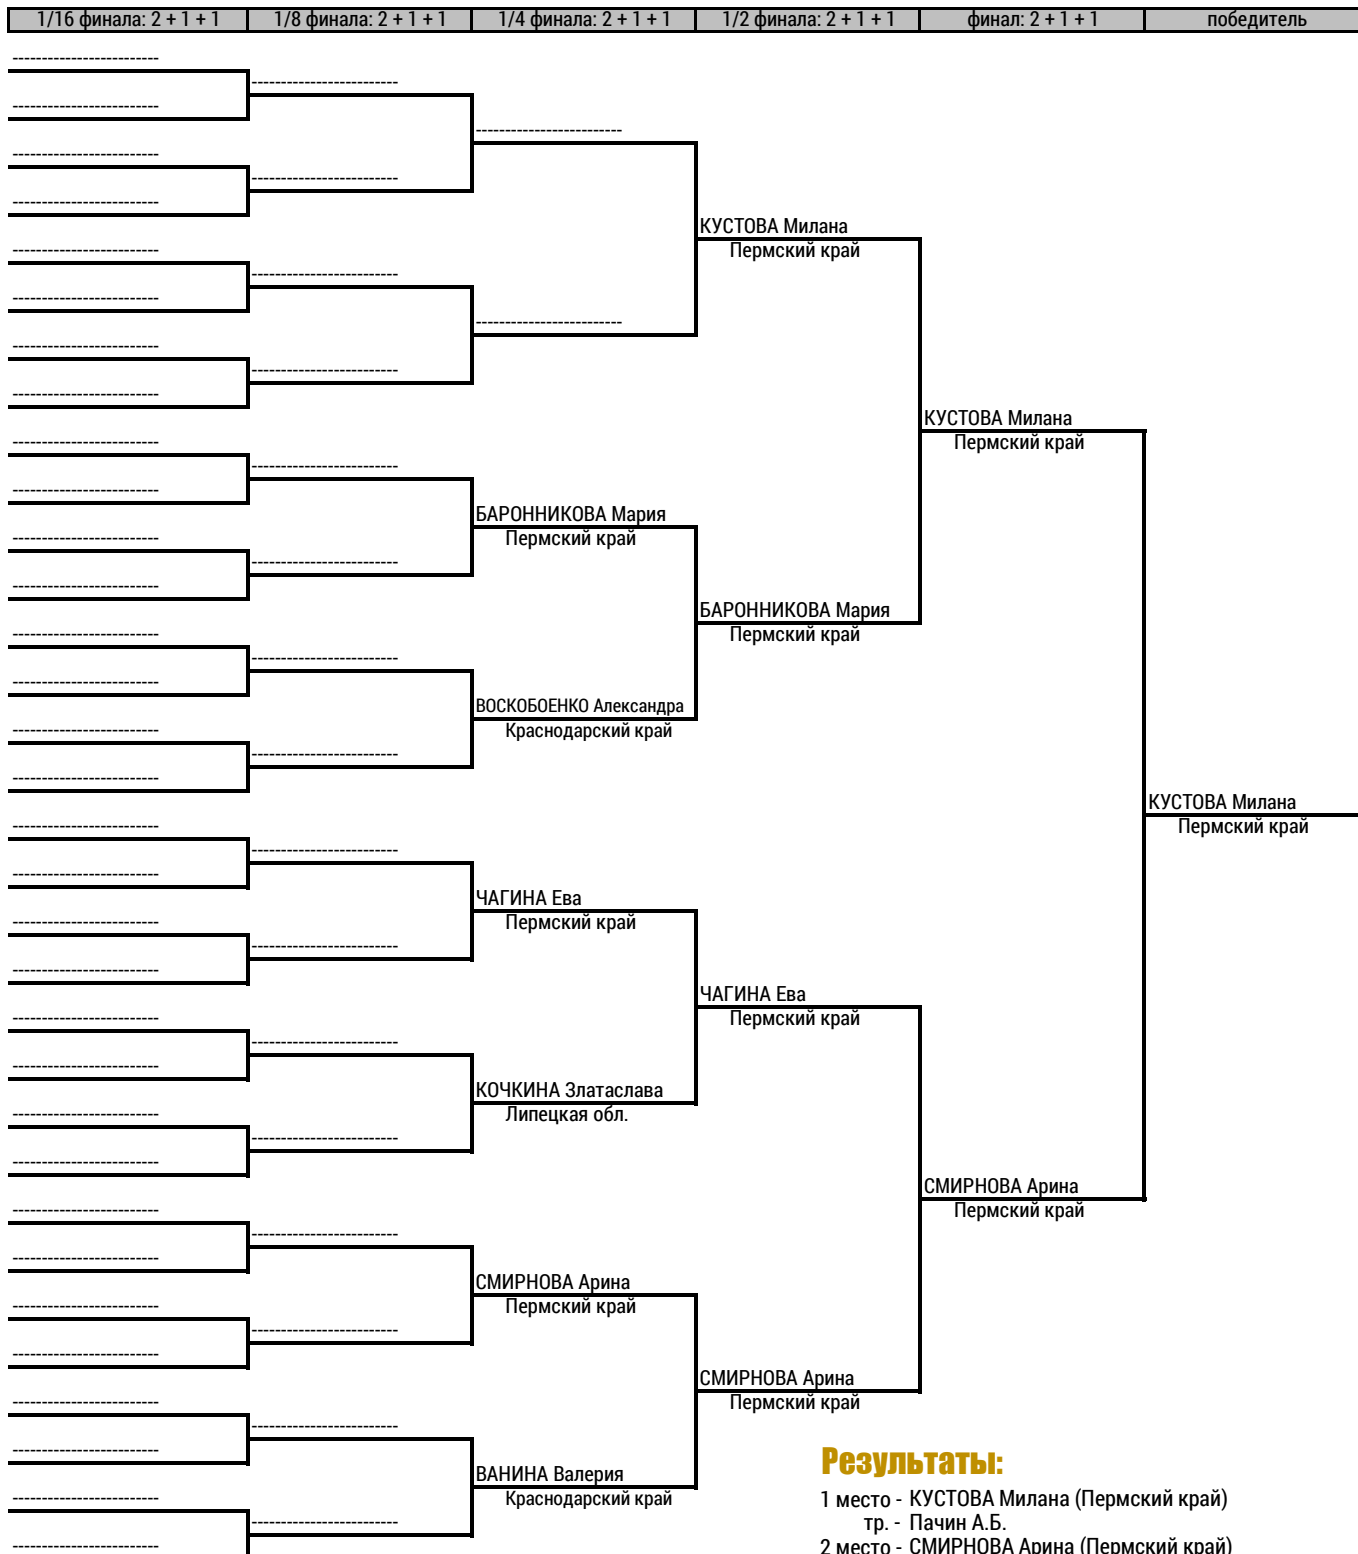 1/16 финала: 2 + 1 + 1 1/8 финала: 2 + 1 + 1 1/4 финала: 2 + 1 + 1 1/2 финала: 2 + 1 + 1 финал: 2 + 1 + 1 победитель
КУСТОВА Милана
Пермский край
КУСТОВА Милана
Пермский край
БАРОННИКОВА Мария
Пермский край
БАРОННИКОВА Мария
Пермский край
ВОСКОБОЕНКО Александра
Краснодарский край
КУСТОВА Милана
Пермский край
ЧАГИНА Ева
Пермский край
ЧАГИНА Ева
Пермский край
КОЧКИНА Златаслава
Липецкая обл.
СМИРНОВА Арина
Пермский край
СМИРНОВА Арина
Пермский край
СМИРНОВА Арина
Пермский край
ВАНИНА Валерия
Краснодарский край
Результаты:
1 место - КУСТОВА Милана (Пермский край)
тр. - Пачин А.Б.
2 место - СМИРНОВА Арина (Пермский край)